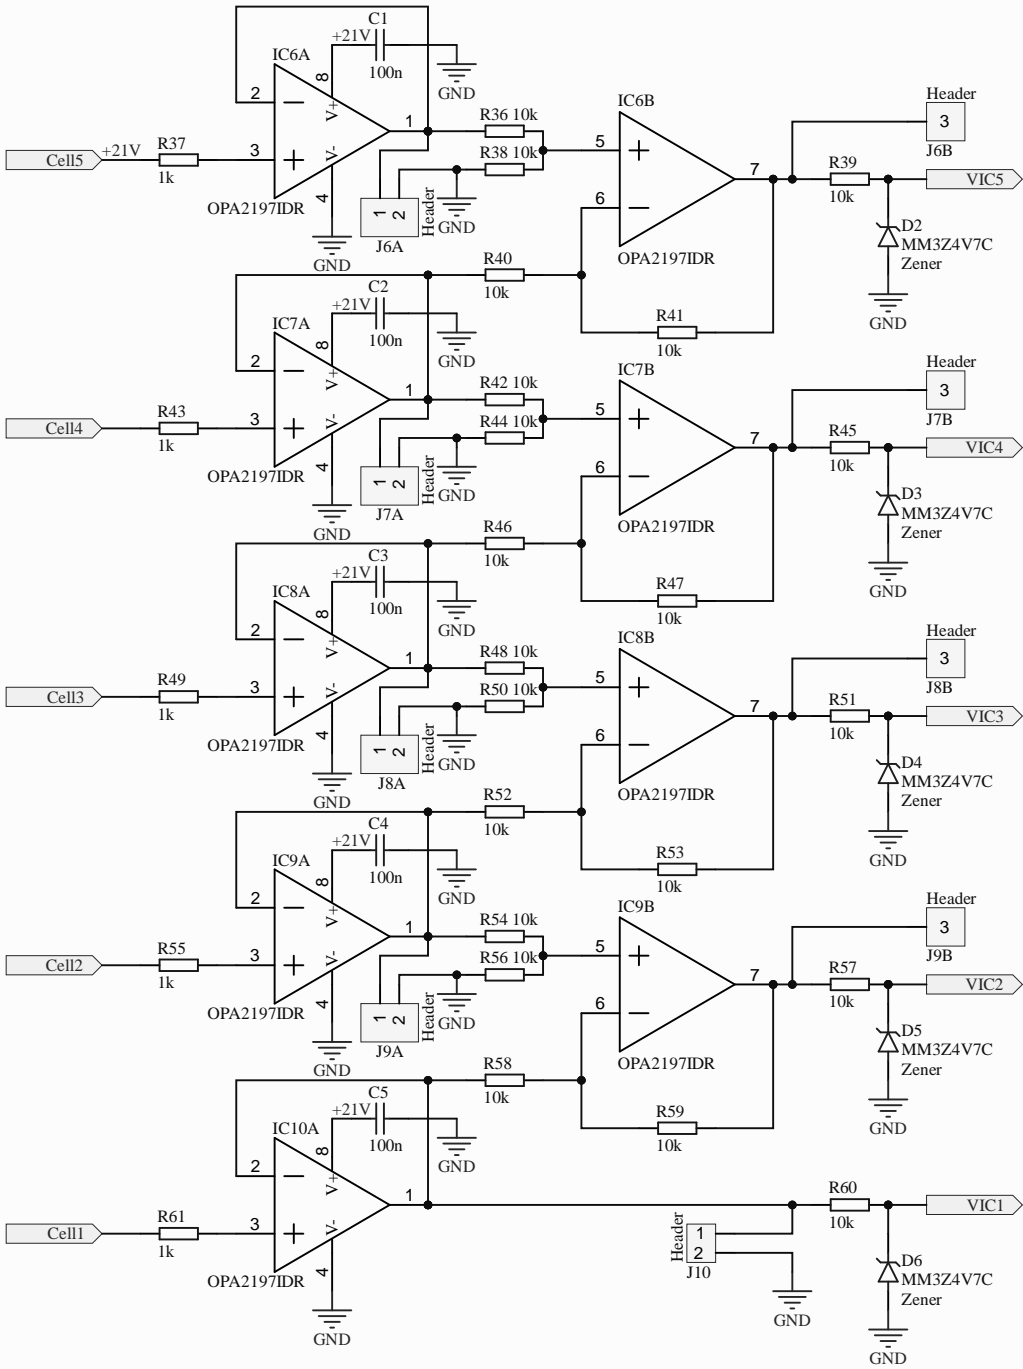 C1
+21V
100n
GND
IC6A
8
V+
2
1
3
V-
4
OPA2197IDR
GND
Cell5
+21V
R37
1k
R36 10k
R38 10k
1 2
Header
J6A
GND
IC6B
5
6
7
OPA2197IDR
R40
10k
R41
10k
Header
3
J6B
R39
10k
VIC5
D2
MM3Z4V7C
Zener
GND
C2
+21V
100n
GND
IC7A
8
V+
2
1
3
V-
4
OPA2197IDR
GND
Cell4
R43
1k
R42 10k
R44 10k
1 2
Header
J7A
GND
IC7B
5
6
7
OPA2197IDR
R46
10k
R47
10k
Header
3
J7B
R45
10k
VIC4
D3
MM3Z4V7C
Zener
GND
C3
+21V
100n
GND
IC8A
8
V+
2
1
3
V-
4
OPA2197IDR
GND
Cell3
R49
1k
R48 10k
R50 10k
1 2
Header
J8A
GND
IC8B
5
6
7
OPA2197IDR
R52
10k
R53
10k
Header
3
J8B
R51
10k
VIC3
D4
MM3Z4V7C
Zener
GND
C4
+21V
100n
GND
IC9A
8
V+
2
1
3
V-
4
OPA2197IDR
GND
Cell2
R55
1k
R54 10k
R56 10k
1 2
Header
J9A
GND
IC9B
5
6
7
OPA2197IDR
R58
10k
R59
10k
Header
3
J9B
R57
10k
VIC2
D5
MM3Z4V7C
Zener
GND
C5
+21V
100n
GND
IC10A
8
V+
2
1
3
V-
4
OPA2197IDR
GND
Cell1
R61
1k
Header
1
2
J10
GND
R60
10k
VIC1
D6
MM3Z4V7C
Zener
GND